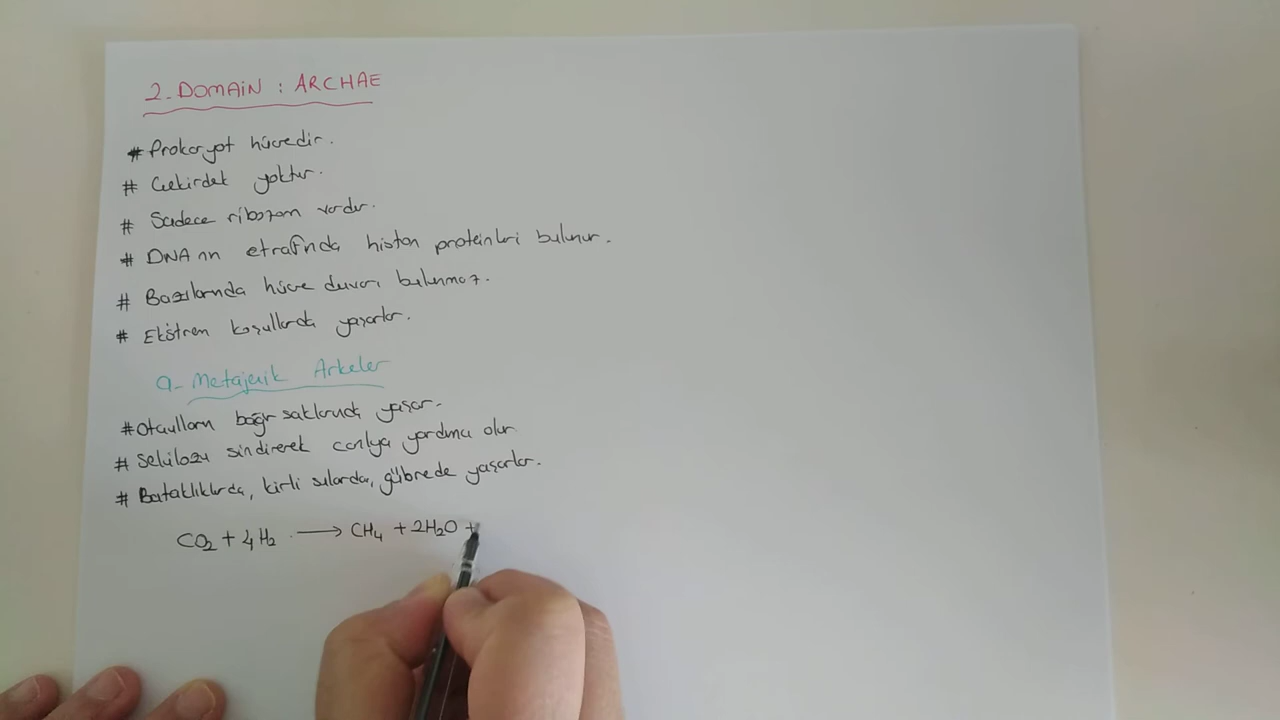 2. DOMAİN : ARCHAE
# Prokaryot hücredir.
# Çekirdek yoktur.
# Sadece ribozom vardır.
# DNA nın etrafında histon proteinleri bulunur.
# Bazılarında hücre duvarı bulunmaz.
# Ekstrem koşullarda yaşarlar.
a- Metajenik Arkeler
# Otçulların bağırsaklarında yaşar.
# Selülozu sindirerek canlıya yardımcı olur
# Bataklıklarda, kirli sularda, gübrede yaşarlar.
CO₂ + 4H₂ ⟶ CH₄ + 2H₂O +